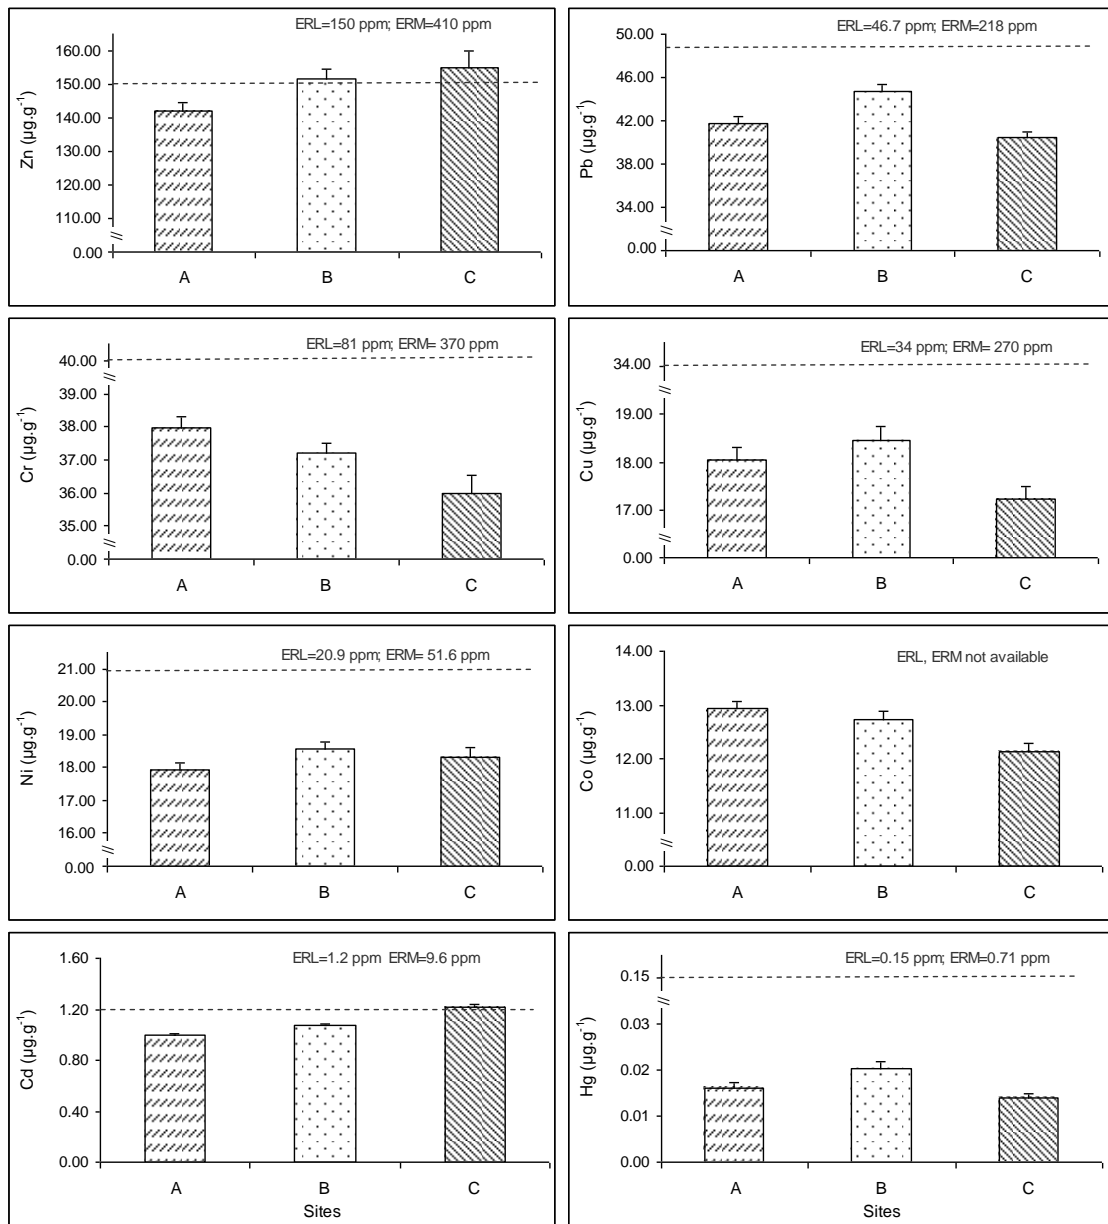 ERL=150 ppm; ERM=410 ppm
160.00
150.00
140.00
130.00
120.00
110.00
0.00
Zn (µg.g⁻¹)
A B C
ERL=46.7 ppm; ERM=218 ppm
50.00
46.00
42.00
38.00
34.00
0.00
Pb (µg.g⁻¹)
A B C
ERL=81 ppm; ERM= 370 ppm
40.00
39.00
38.00
37.00
36.00
35.00
0.00
Cr (µg.g⁻¹)
A B C
ERL=34 ppm; ERM= 270 ppm
34.00
19.00
18.00
17.00
0.00
Cu (µg.g⁻¹)
A B C
ERL=20.9 ppm; ERM= 51.6 ppm
21.00
20.00
19.00
18.00
17.00
16.00
0.00
Ni (µg.g⁻¹)
A B C
ERL, ERM not available
14.00
13.00
12.00
11.00
0.00
Co (µg.g⁻¹)
A B C
ERL=1.2 ppm ERM=9.6 ppm
1.60
1.20
0.80
0.40
0.00
Cd (µg.g⁻¹)
A B C
Sites
ERL=0.15 ppm; ERM=0.71 ppm
0.15
0.03
0.02
0.01
0.00
Hg (µg.g⁻¹)
A B C
Sites